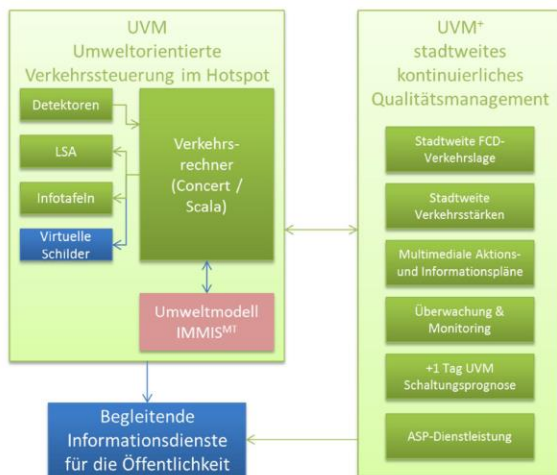 UVM
Umweltorientierte
Verkehrssteuerung im Hotspot
Detektoren
LSA
Infotafeln
Virtuelle
Schilder
Verkehrs-
rechner
(Concert /
Scala)
Umweltmodell
IMMISᴹᵀ
Begleitende
Informationsdienste
für die Öffentlichkeit
UVM⁺
stadtweites
kontinuierliches
Qualitätsmanagement
Stadtweite FCD-
Verkehrslage
Stadtweite
Verkehrsstärken
Multimediale Aktions-
und Informationspläne
Überwachung &
Monitoring
+1 Tag UVM
Schaltungsprognose
ASP-Dienstleistung